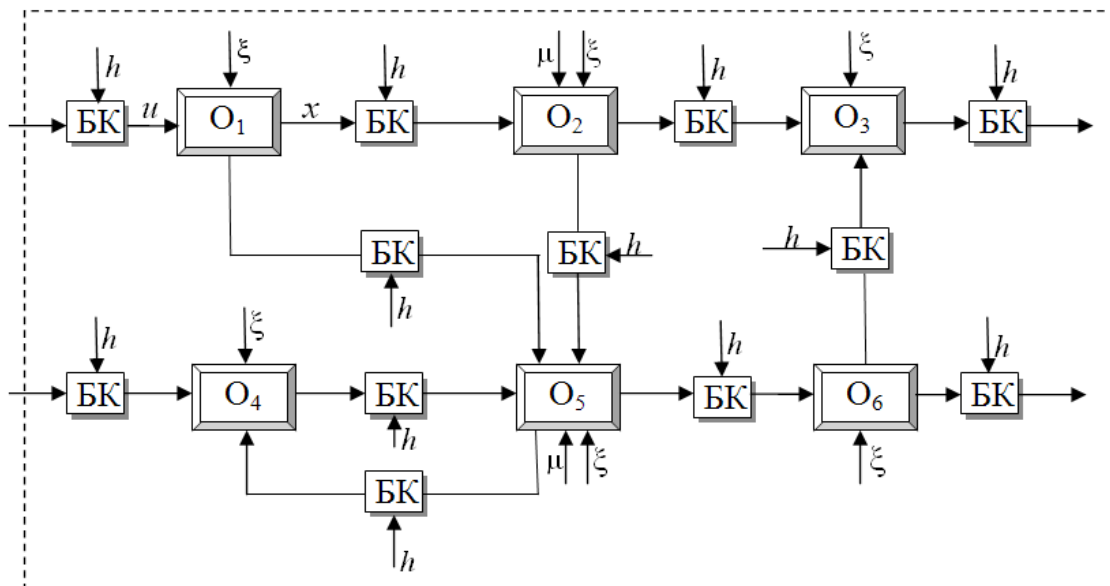 h ξ h μ ξ h ξ h
БК u O₁ x БК O₂ БК O₃ БК
БК h БК h h БК
h
h ξ h h
БК O₄ БК O₅ БК O₆ БК
h μ ξ ξ
БК
h